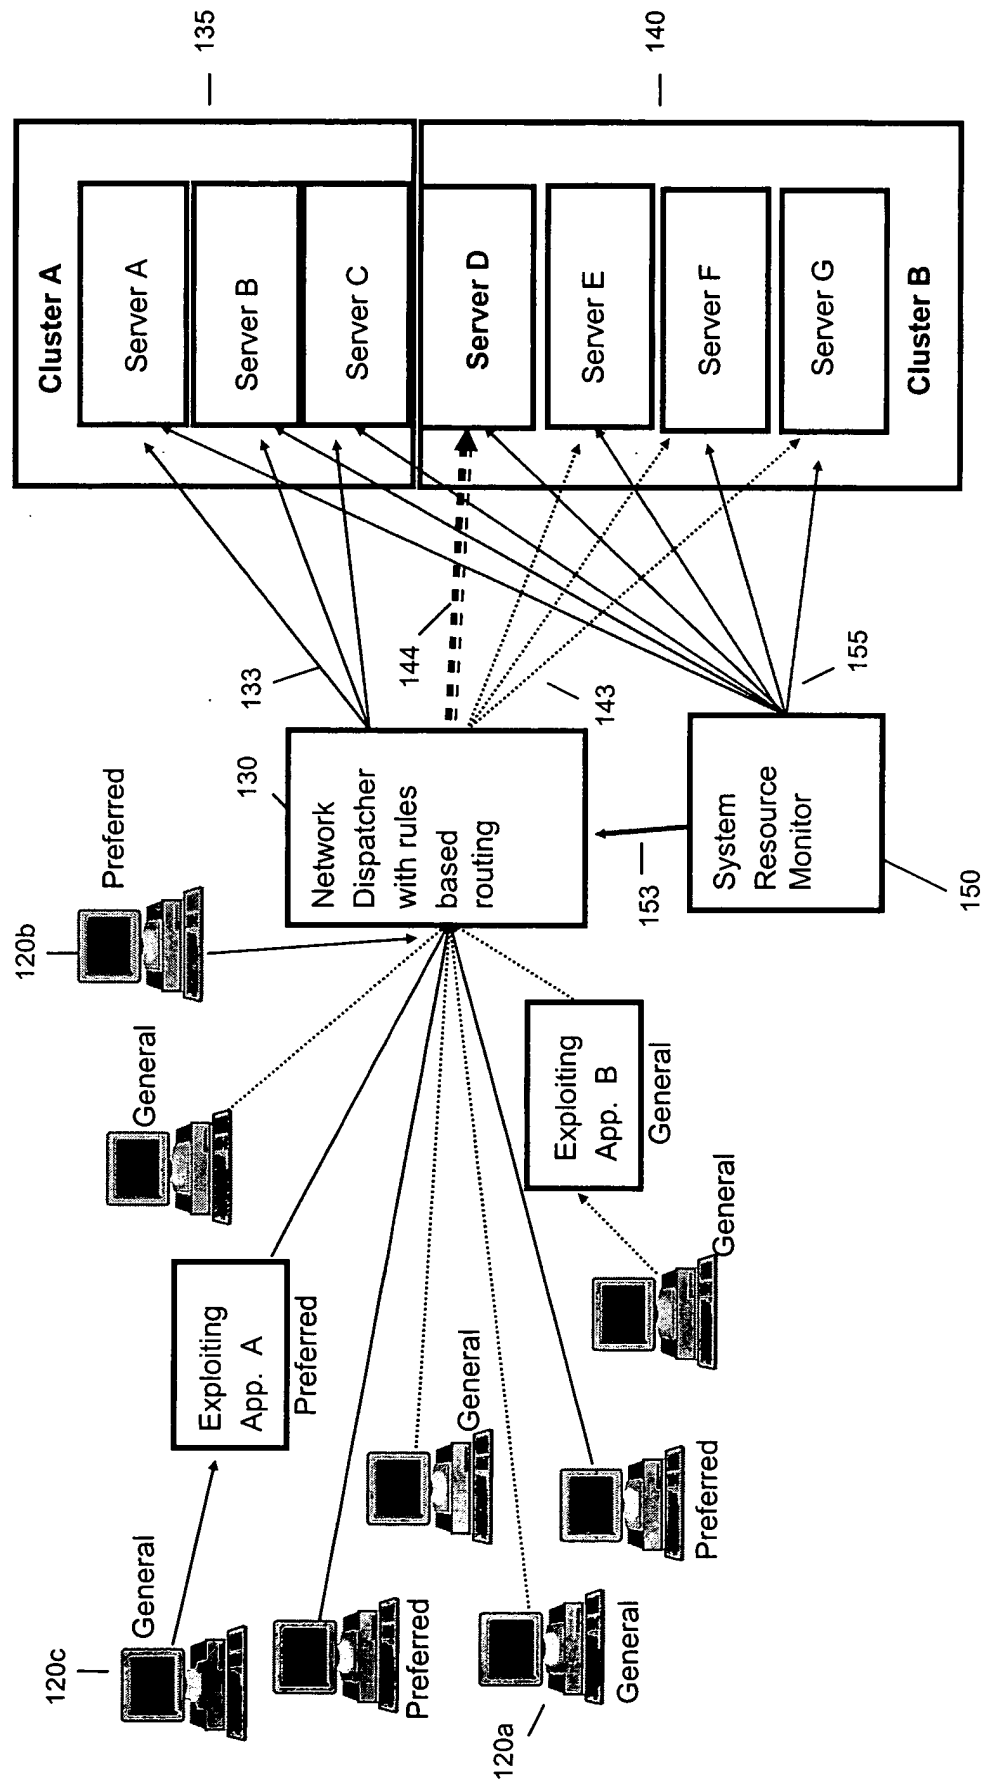 120c
General
Exploiting
App. A
Preferred
General
120b
Preferred
Preferred
General
120a
General
Preferred
General
Exploiting
App. B
General
130
Network
Dispatcher
with rules
based
routing
133
144
143
153
System
Resource
Monitor
150
155
Cluster A
Server A
Server B
Server C
Server D
Server E
Server F
Server G
Cluster B
135
140